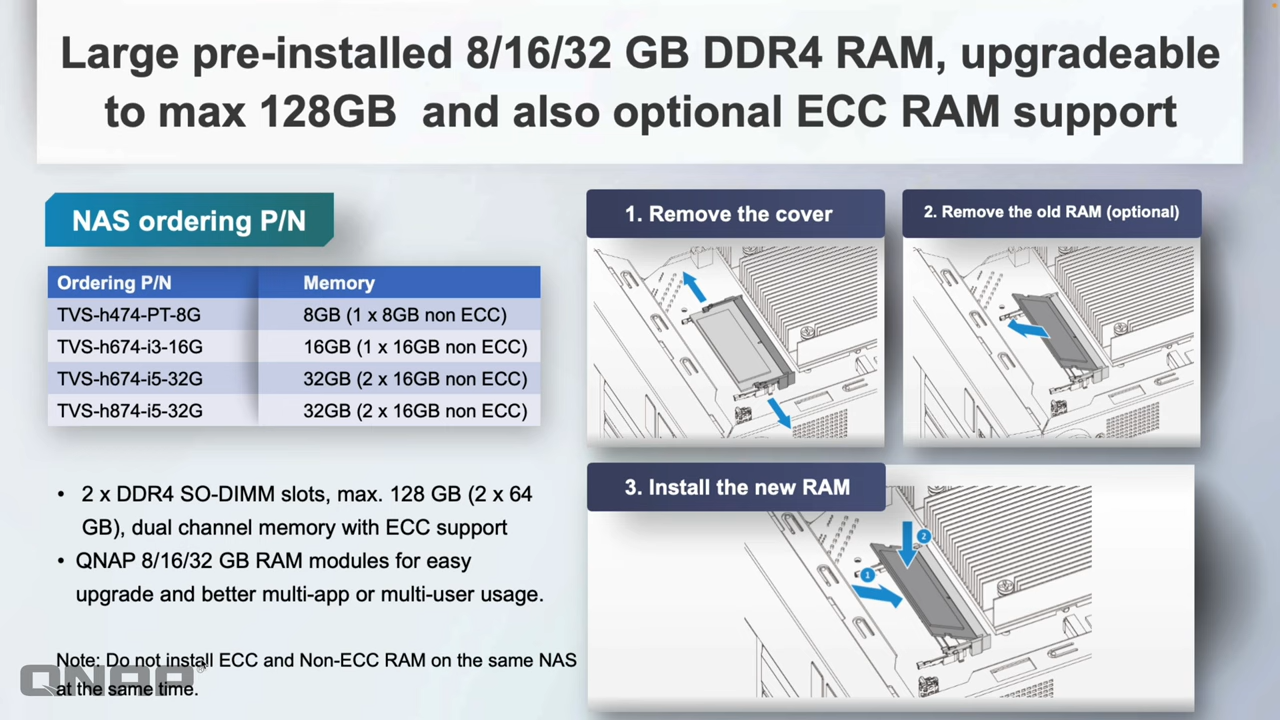 Large pre-installed 8/16/32 GB DDR4 RAM, upgradeable
to max 128GB and also optional ECC RAM support
NAS ordering P/N
Ordering P/N Memory
TVS-h474-PT-8G 8GB (1 x 8GB non ECC)
TVS-h674-i3-16G 16GB (1 x 16GB non ECC)
TVS-h674-i5-32G 32GB (2 x 16GB non ECC)
TVS-h874-i5-32G 32GB (2 x 16GB non ECC)
• 2 x DDR4 SO-DIMM slots, max. 128 GB (2 x 64
GB), dual channel memory with ECC support
• QNAP 8/16/32 GB RAM modules for easy
upgrade and better multi-app or multi-user usage.
Note: Do not install ECC and Non-ECC RAM on the same NAS
at the same time.
QNAP
1. Remove the cover
2. Remove the old RAM (optional)
3. Install the new RAM
2
1